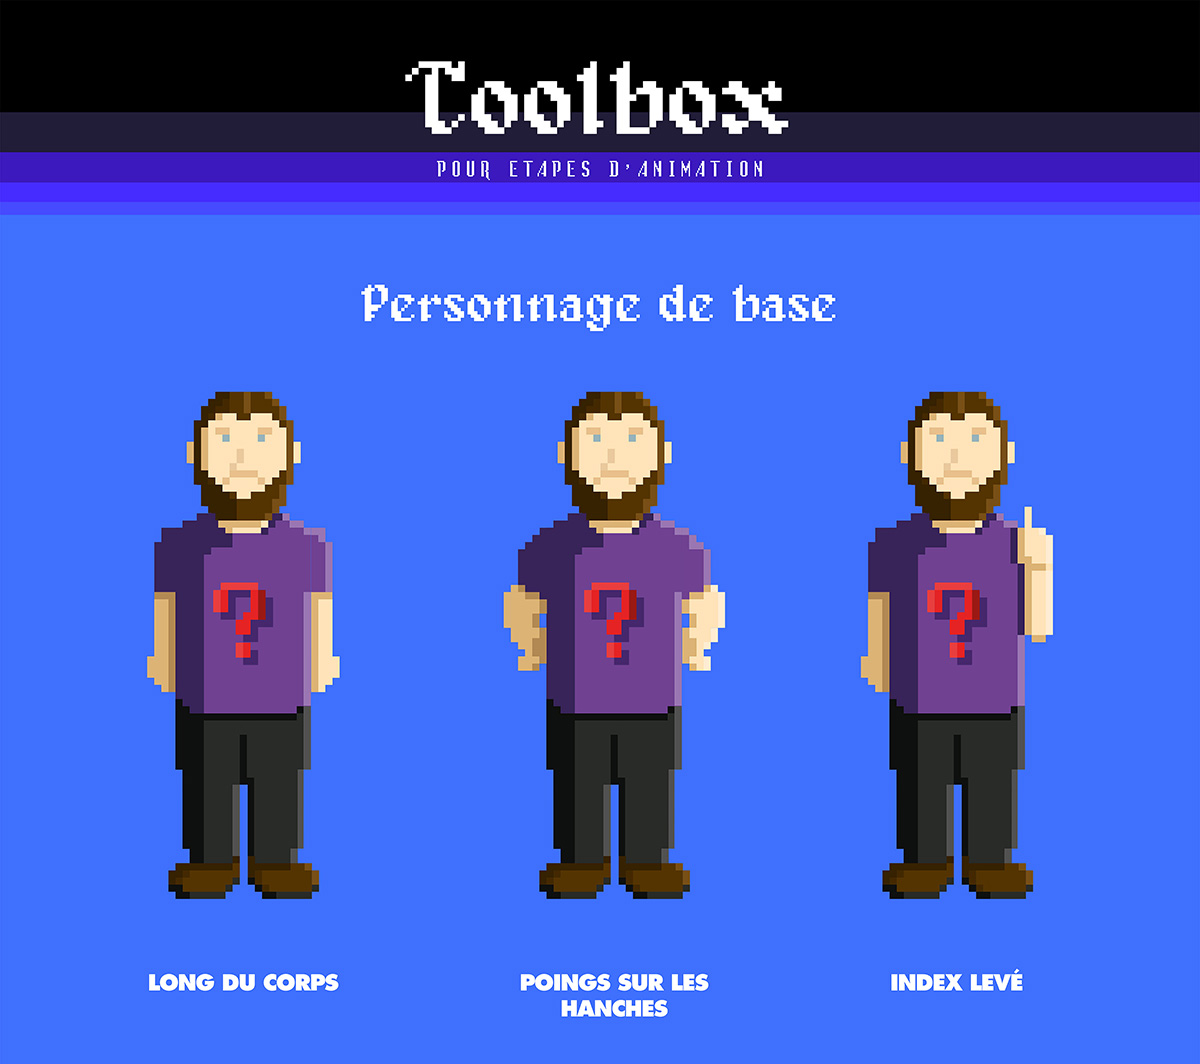 Toolbox
POUR ETAPES D'ANIMATION
Personnage de base
?
?
?
LONG DU CORPS
POINGS SUR LES
HANCHES
INDEX LEVÉ